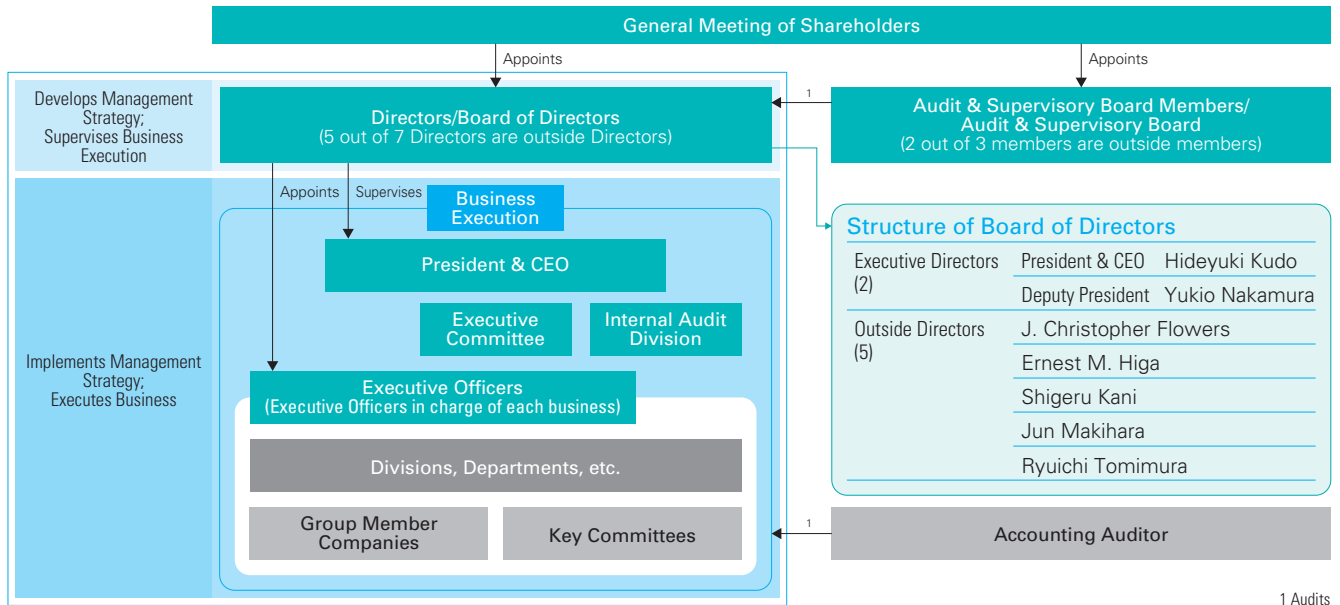 General Meeting of Shareholders
Appoints
Appoints
Develops Management
Strategy;
Supervises Business
Execution
Directors/Board of Directors
(5 out of 7 Directors are outside Directors)
1
Audit & Supervisory Board Members/
Audit & Supervisory Board
(2 out of 3 members are outside members)
Appoints
Supervises
Business
Execution
President & CEO
Executive
Committee
Internal Audit
Division
Implements Management
Strategy;
Executes Business
Executive Officers
(Executive Officers in charge of each business)
Divisions, Departments, etc.
Group Member
Companies
Key Committees
Structure of Board of Directors
Executive Directors
(2)
President & CEO Hideyuki Kudo
Deputy President Yukio Nakamura
Outside Directors
(5)
J. Christopher Flowers
Ernest M. Higa
Shigeru Kani
Jun Makihara
Ryuichi Tomimura
1
Accounting Auditor
1 Audits